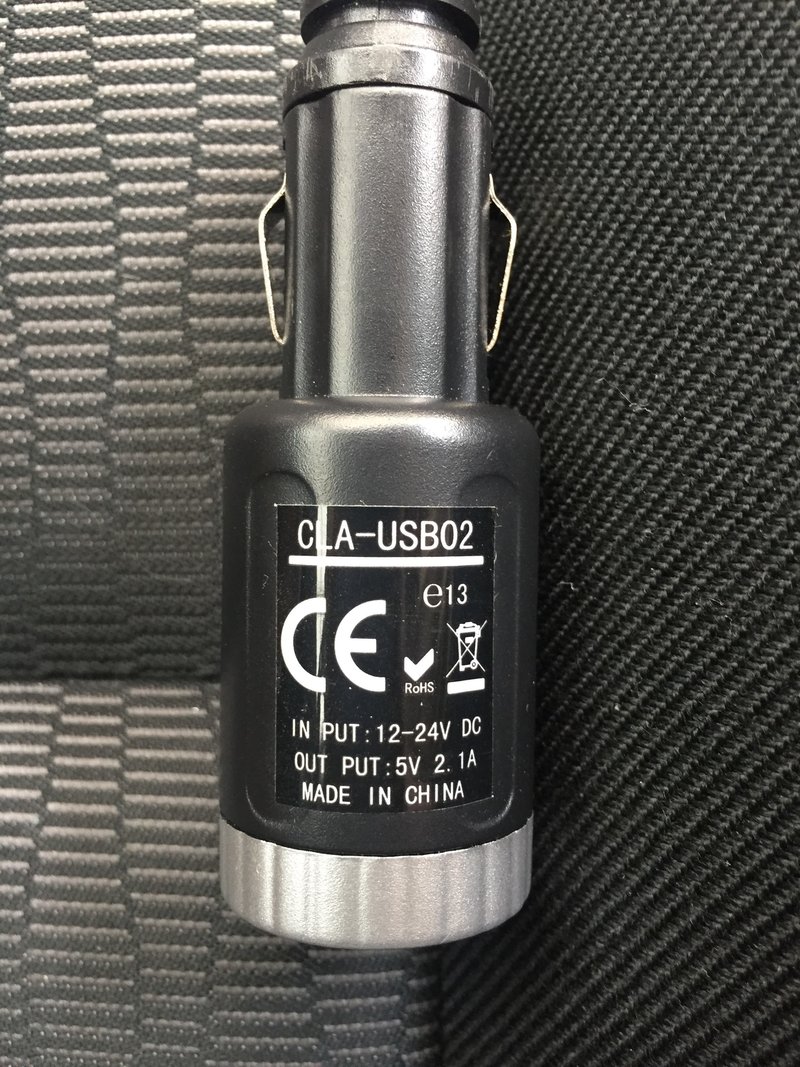 CLA-USB02
e13
CE
RoHS
IN PUT:12-24V DC
OUT PUT:5V 2.1A
MADE IN CHINA